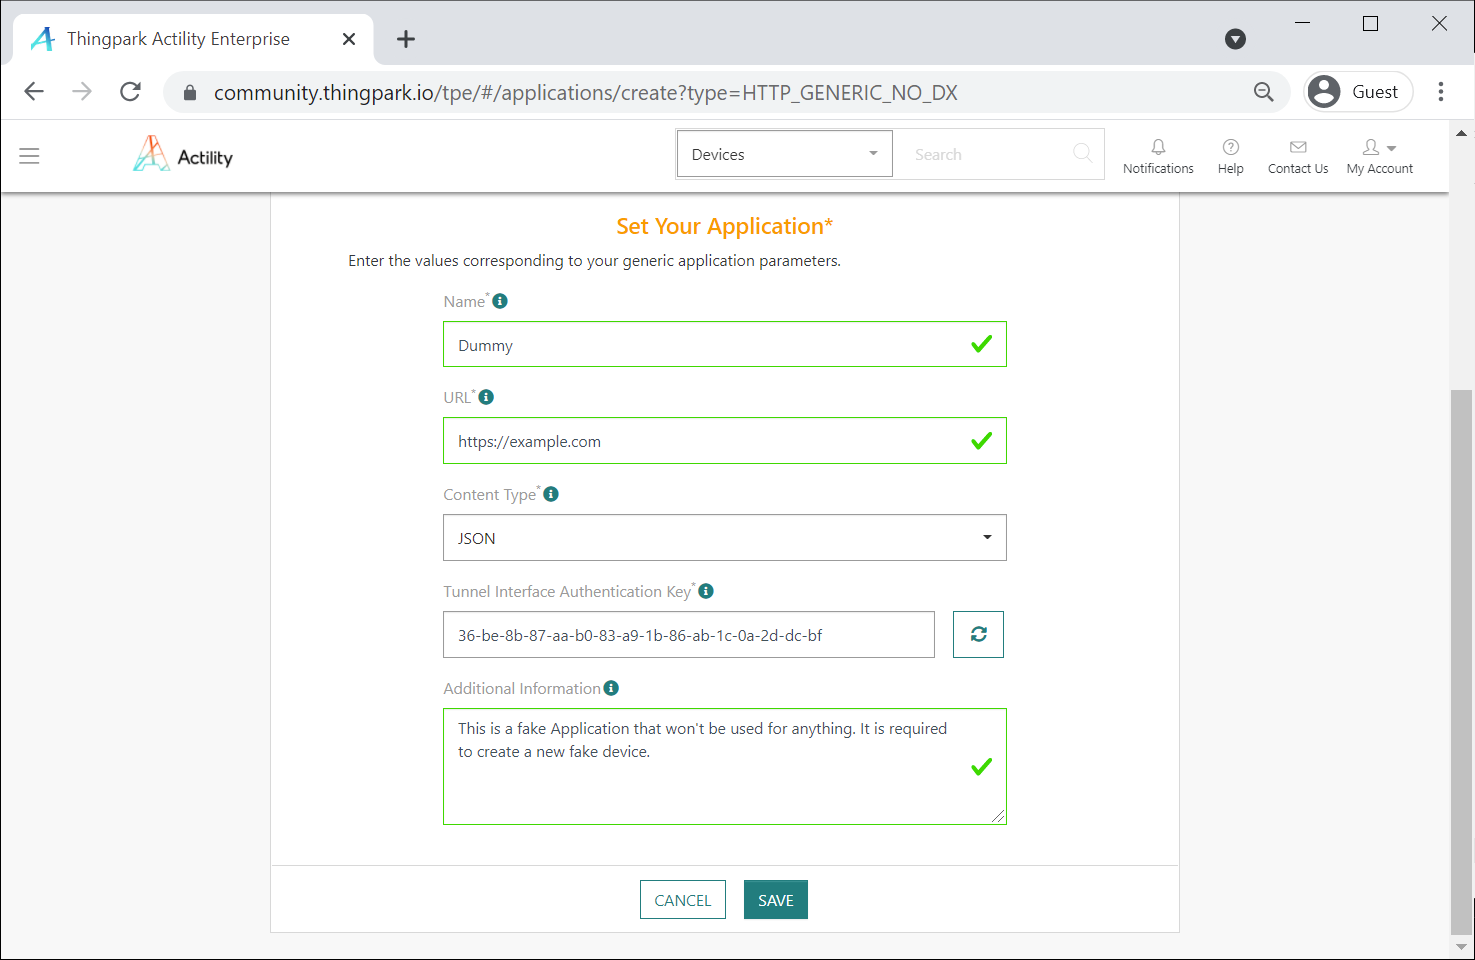 Thingpark Actility Enterprise
community.thingpark.io/tpe/#/applications/create?type=HTTP_GENERIC_NO_DX
Guest
Actility
Devices
Search
Notifications
Help
Contact Us
My Account
Set Your Application*
Enter the values corresponding to your generic application parameters.
Name*
Dummy
URL*
https://example.com
Content Type*
JSON
Tunnel Interface Authentication Key*
36-be-8b-87-aa-b0-83-a9-1b-86-ab-1c-0a-2d-dc-bf
Additional Information
This is a fake Application that won't be used for anything. It is required
to create a new fake device.
CANCEL
SAVE